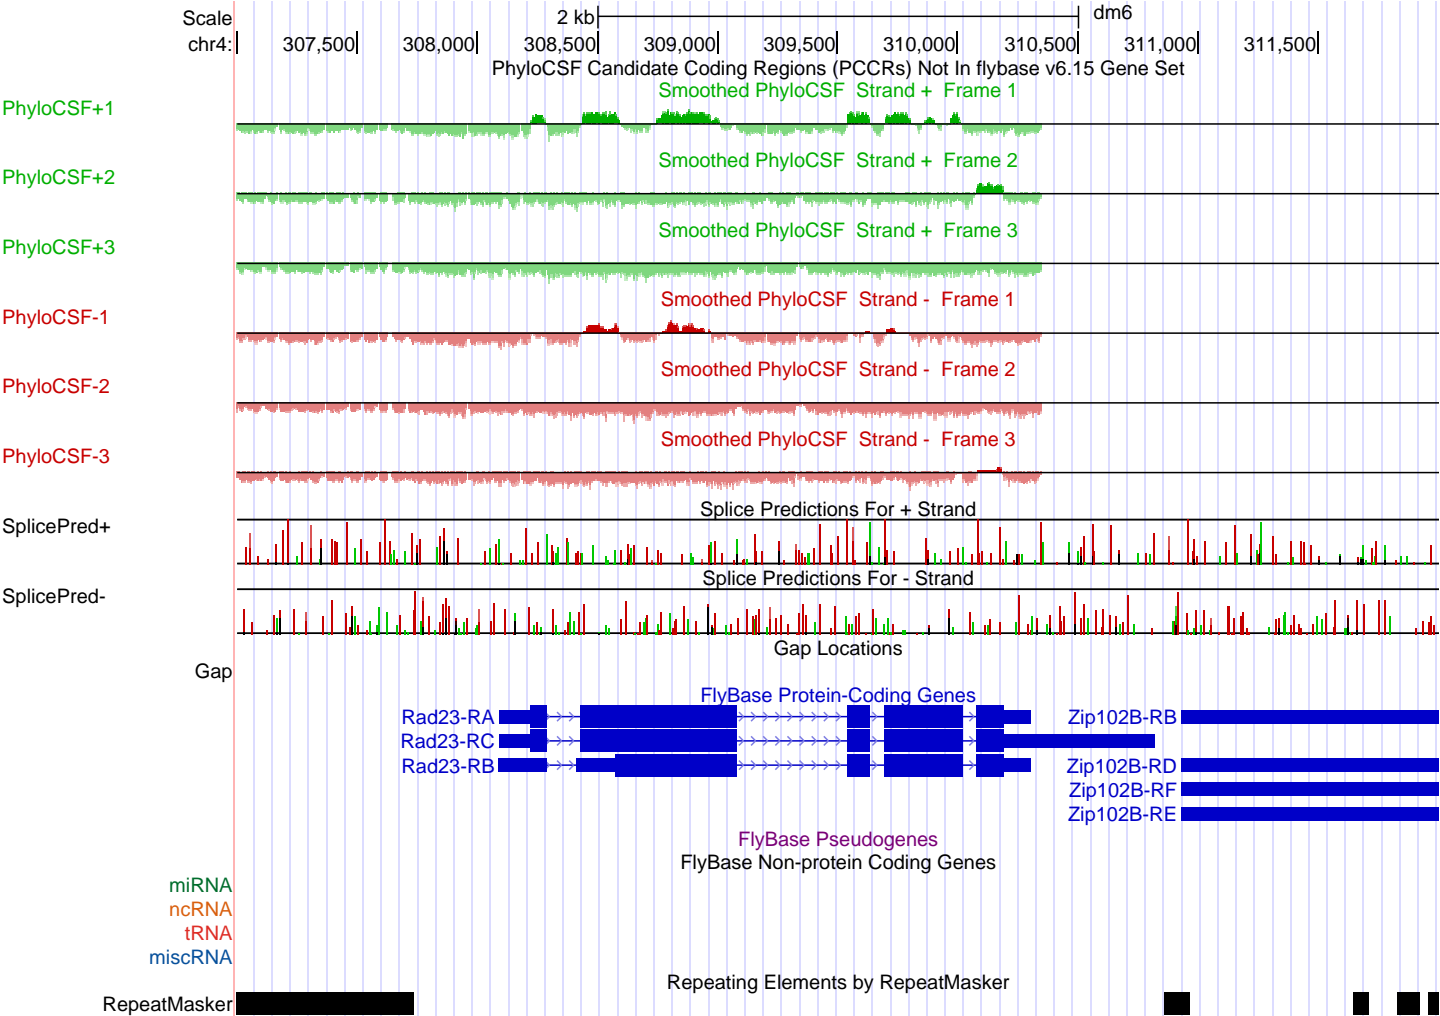 Scale 2 kb dm6
chr4: 307,500 308,000 308,500 309,000 309,500 310,000 310,500 311,000 311,500
PhyloCSF Candidate Coding Regions (PCCRs) Not In flybase v6.15 Gene Set
Smoothed PhyloCSF Strand + Frame 1
PhyloCSF+1
Smoothed PhyloCSF Strand + Frame 2
PhyloCSF+2
Smoothed PhyloCSF Strand + Frame 3
PhyloCSF+3
Smoothed PhyloCSF Strand - Frame 1
PhyloCSF-1
Smoothed PhyloCSF Strand - Frame 2
PhyloCSF-2
Smoothed PhyloCSF Strand - Frame 3
PhyloCSF-3
Splice Predictions For + Strand
SplicePred+
Splice Predictions For - Strand
SplicePred-
Gap Locations
Gap
FlyBase Protein-Coding Genes
Rad23-RA Zip102B-RB
Rad23-RC
Rad23-RB Zip102B-RD
Zip102B-RF
Zip102B-RE
FlyBase Pseudogenes
FlyBase Non-protein Coding Genes
miRNA
ncRNA
tRNA
miscRNA
Repeating Elements by RepeatMasker
RepeatMasker